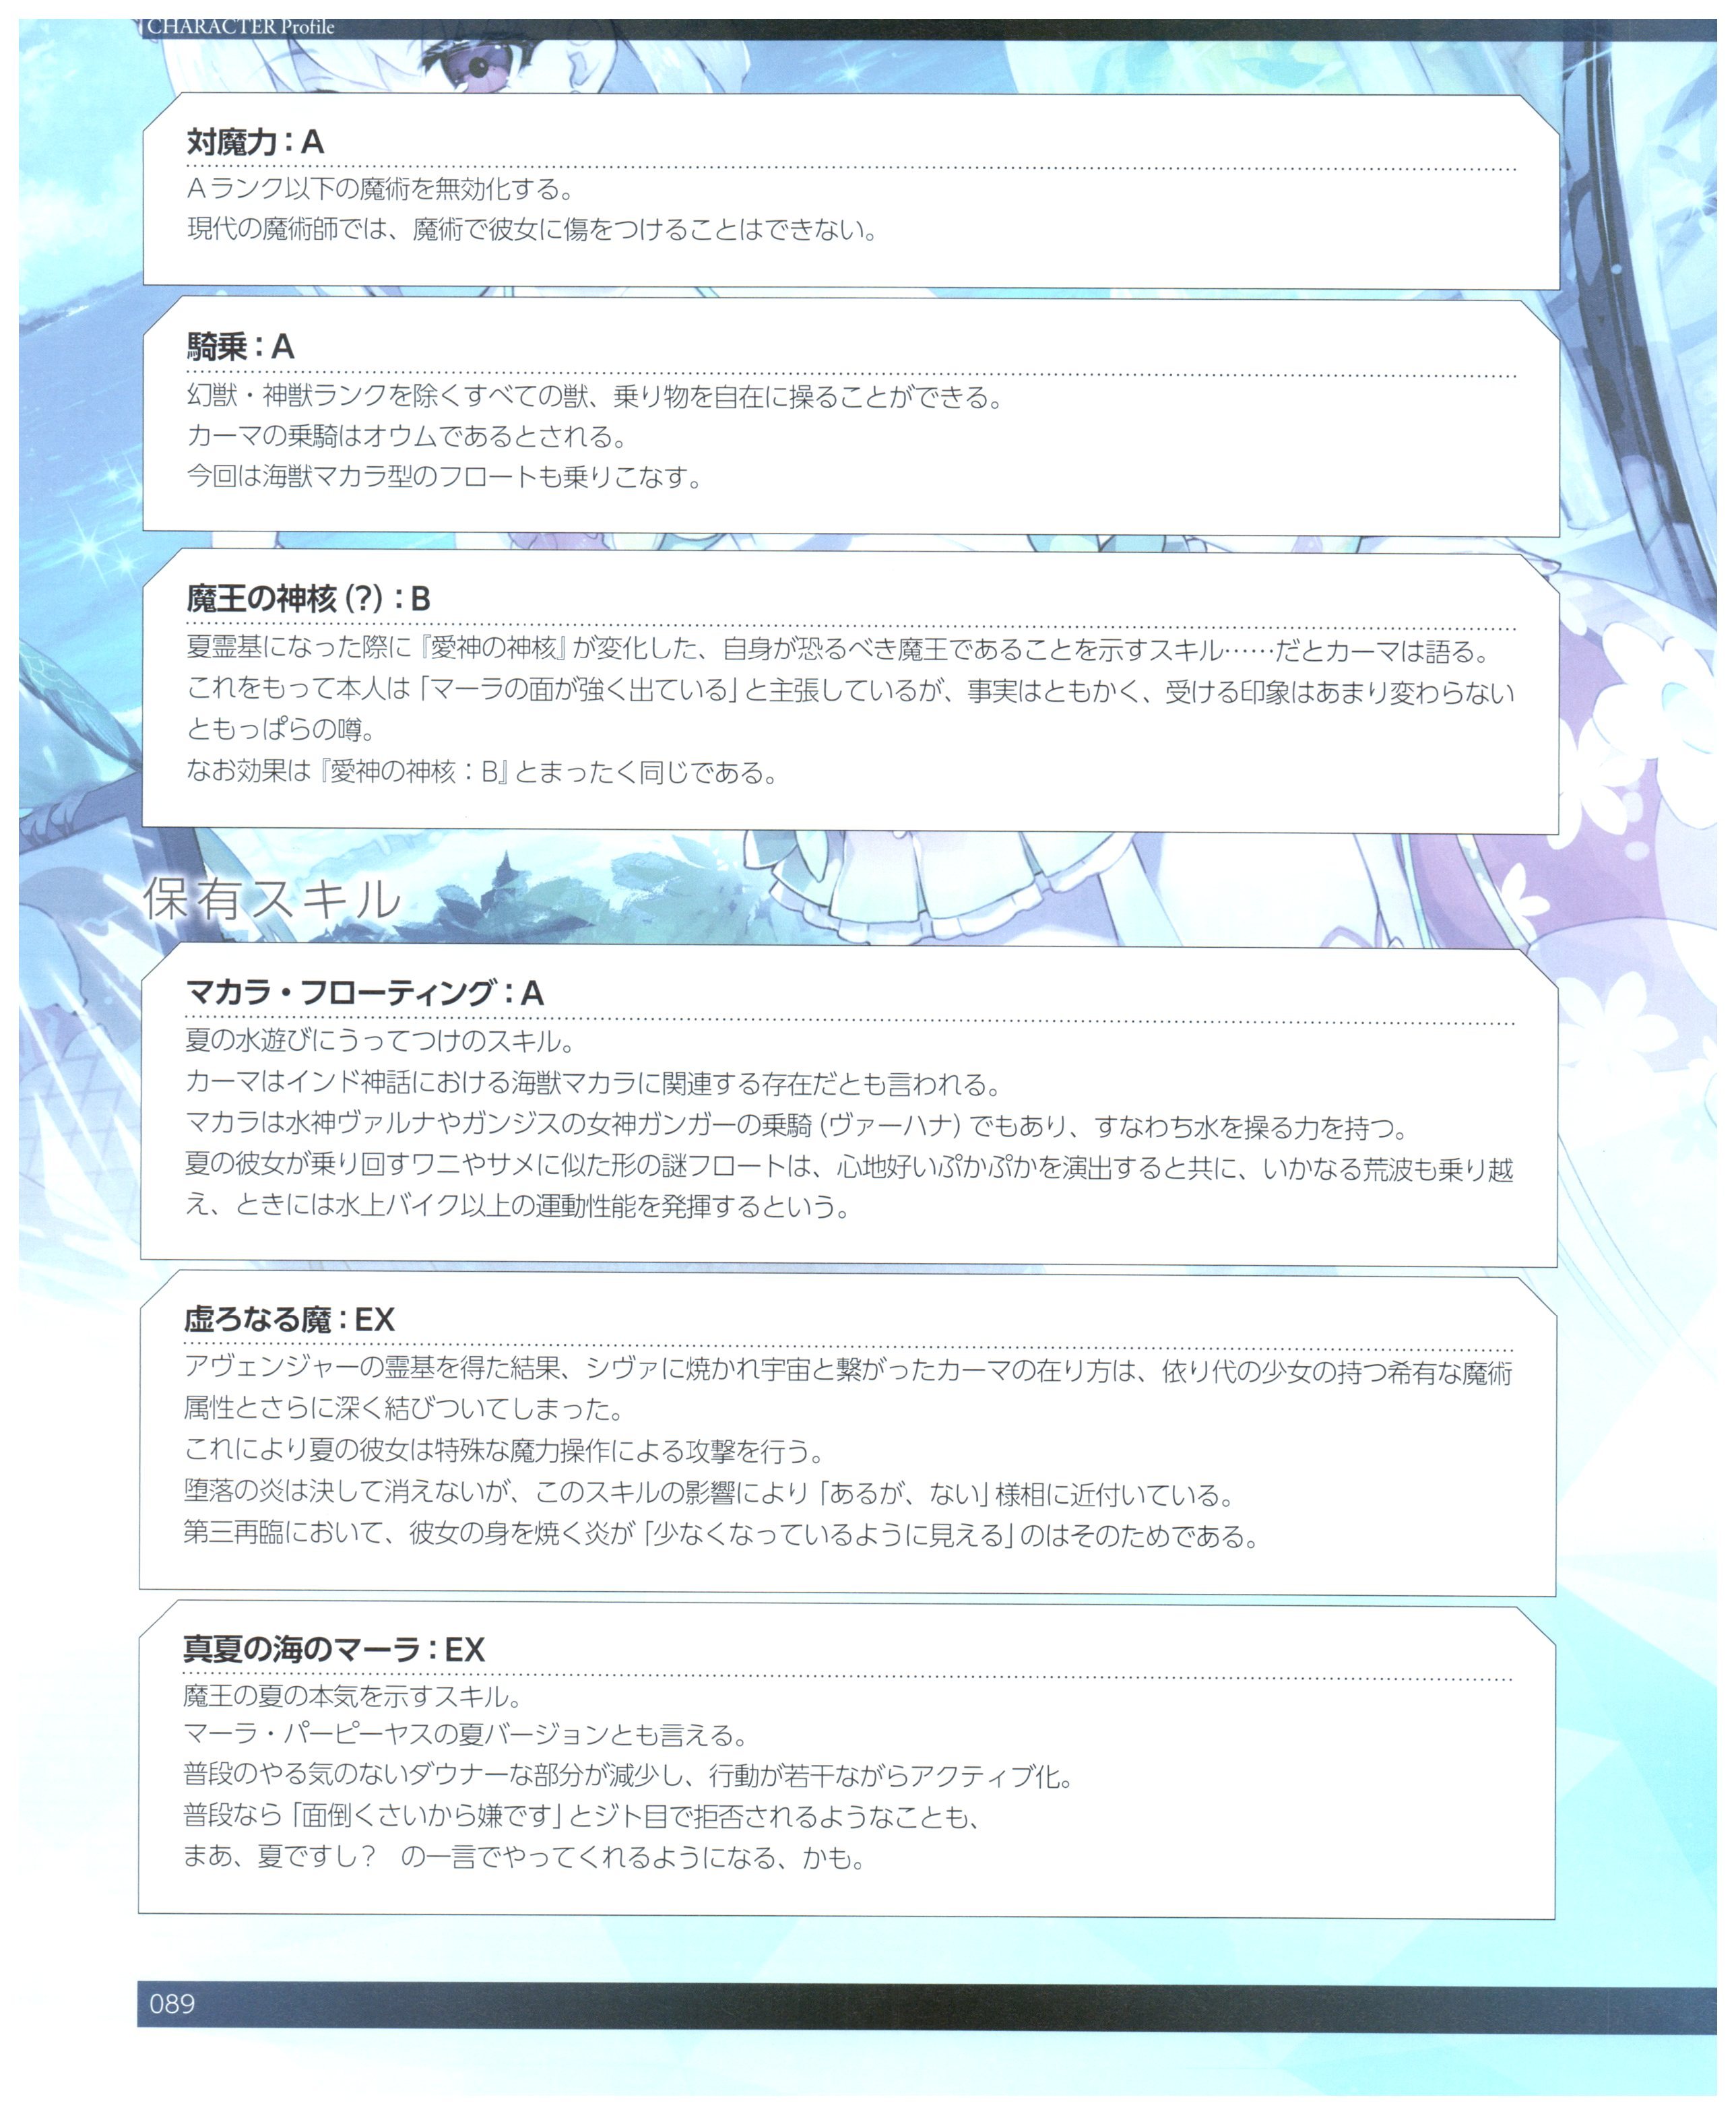 CHARACTER Profile
対魔力：A
Aランク以下の魔術を無効化する。
現代の魔術師では、魔術で彼女に傷をつけることはできない。
騎乗：A
幻獣・神獣ランクを除くすべての獣、乗り物を自在に操ることができる。
カーマの乗騎はオウムであるとされる。
今回は海獣マカラ型のフロートも乗りこなす。
魔王の神核（?）：B
夏霊基になった際に『愛神の神核』が変化した、自身が恐るべき魔王であることを示すスキル……だとカーマは語る。
これをもって本人は「マーラの面が強く出ている」と主張しているが、事実はともかく、受ける印象はあまり変わらない
ともっぱらの噂。
なお効果は『愛神の神核：B』とまったく同じである。
保有スキル
マカラ・フローティング：A
夏の水遊びにうってつけのスキル。
カーマはインド神話における海獣マカラに関連する存在だとも言われる。
マカラは水神ヴァルナやガンジスの女神ガンガーの乗騎（ヴァーハナ）でもあり、すなわち水を操る力を持つ。
夏の彼女が乗り回すワニやサメに似た形の謎フロートは、心地好いぷかぷかを演出すると共に、いかなる荒波も乗り越
え、ときには水上バイク以上の運動性能を発揮するという。
虚ろなる魔：EX
アヴェンジャーの霊基を得た結果、シヴァに焼かれ宇宙と繋がったカーマの在り方は、依り代の少女の持つ希有な魔術
属性とさらに深く結びついてしまった。
これにより夏の彼女は特殊な魔力操作による攻撃を行う。
堕落の炎は決して消えないが、このスキルの影響により「あるが、ない」様相に近付いている。
第三再臨において、彼女の身を焼く炎が「少なくなっているように見える」のはそのためである。
真夏の海のマーラ：EX
魔王の夏の本気を示すスキル。
マーラ・パーピーヤスの夏バージョンとも言える。
普段のやる気のないダウナーな部分が減少し、行動が若干ながらアクティブ化。
普段なら「面倒くさいから嫌です」とジト目で拒否されるようなことも、
まあ、夏ですし？　の一言でやってくれるようになる、かも。
089